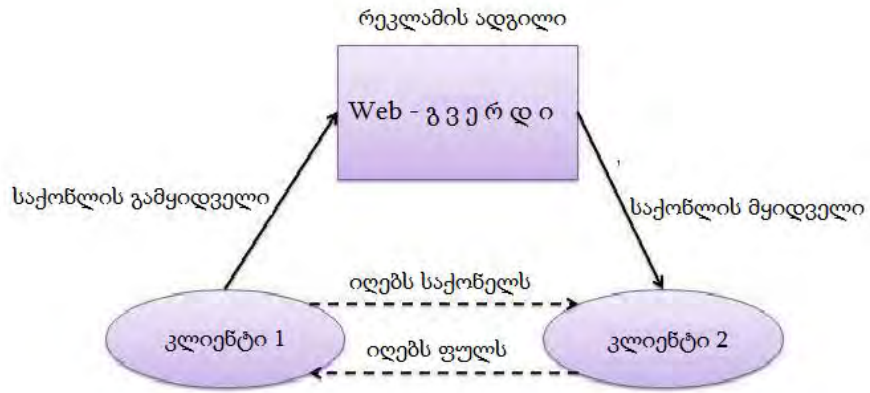 რეკლამის ადგილი
Web - გ ვ ე რ დ ი
საქონლის გამყიდველი
საქონლის მყიდველი
იღებს საქონელს
კლიენტი 1
კლიენტი 2
იღებს ფულს